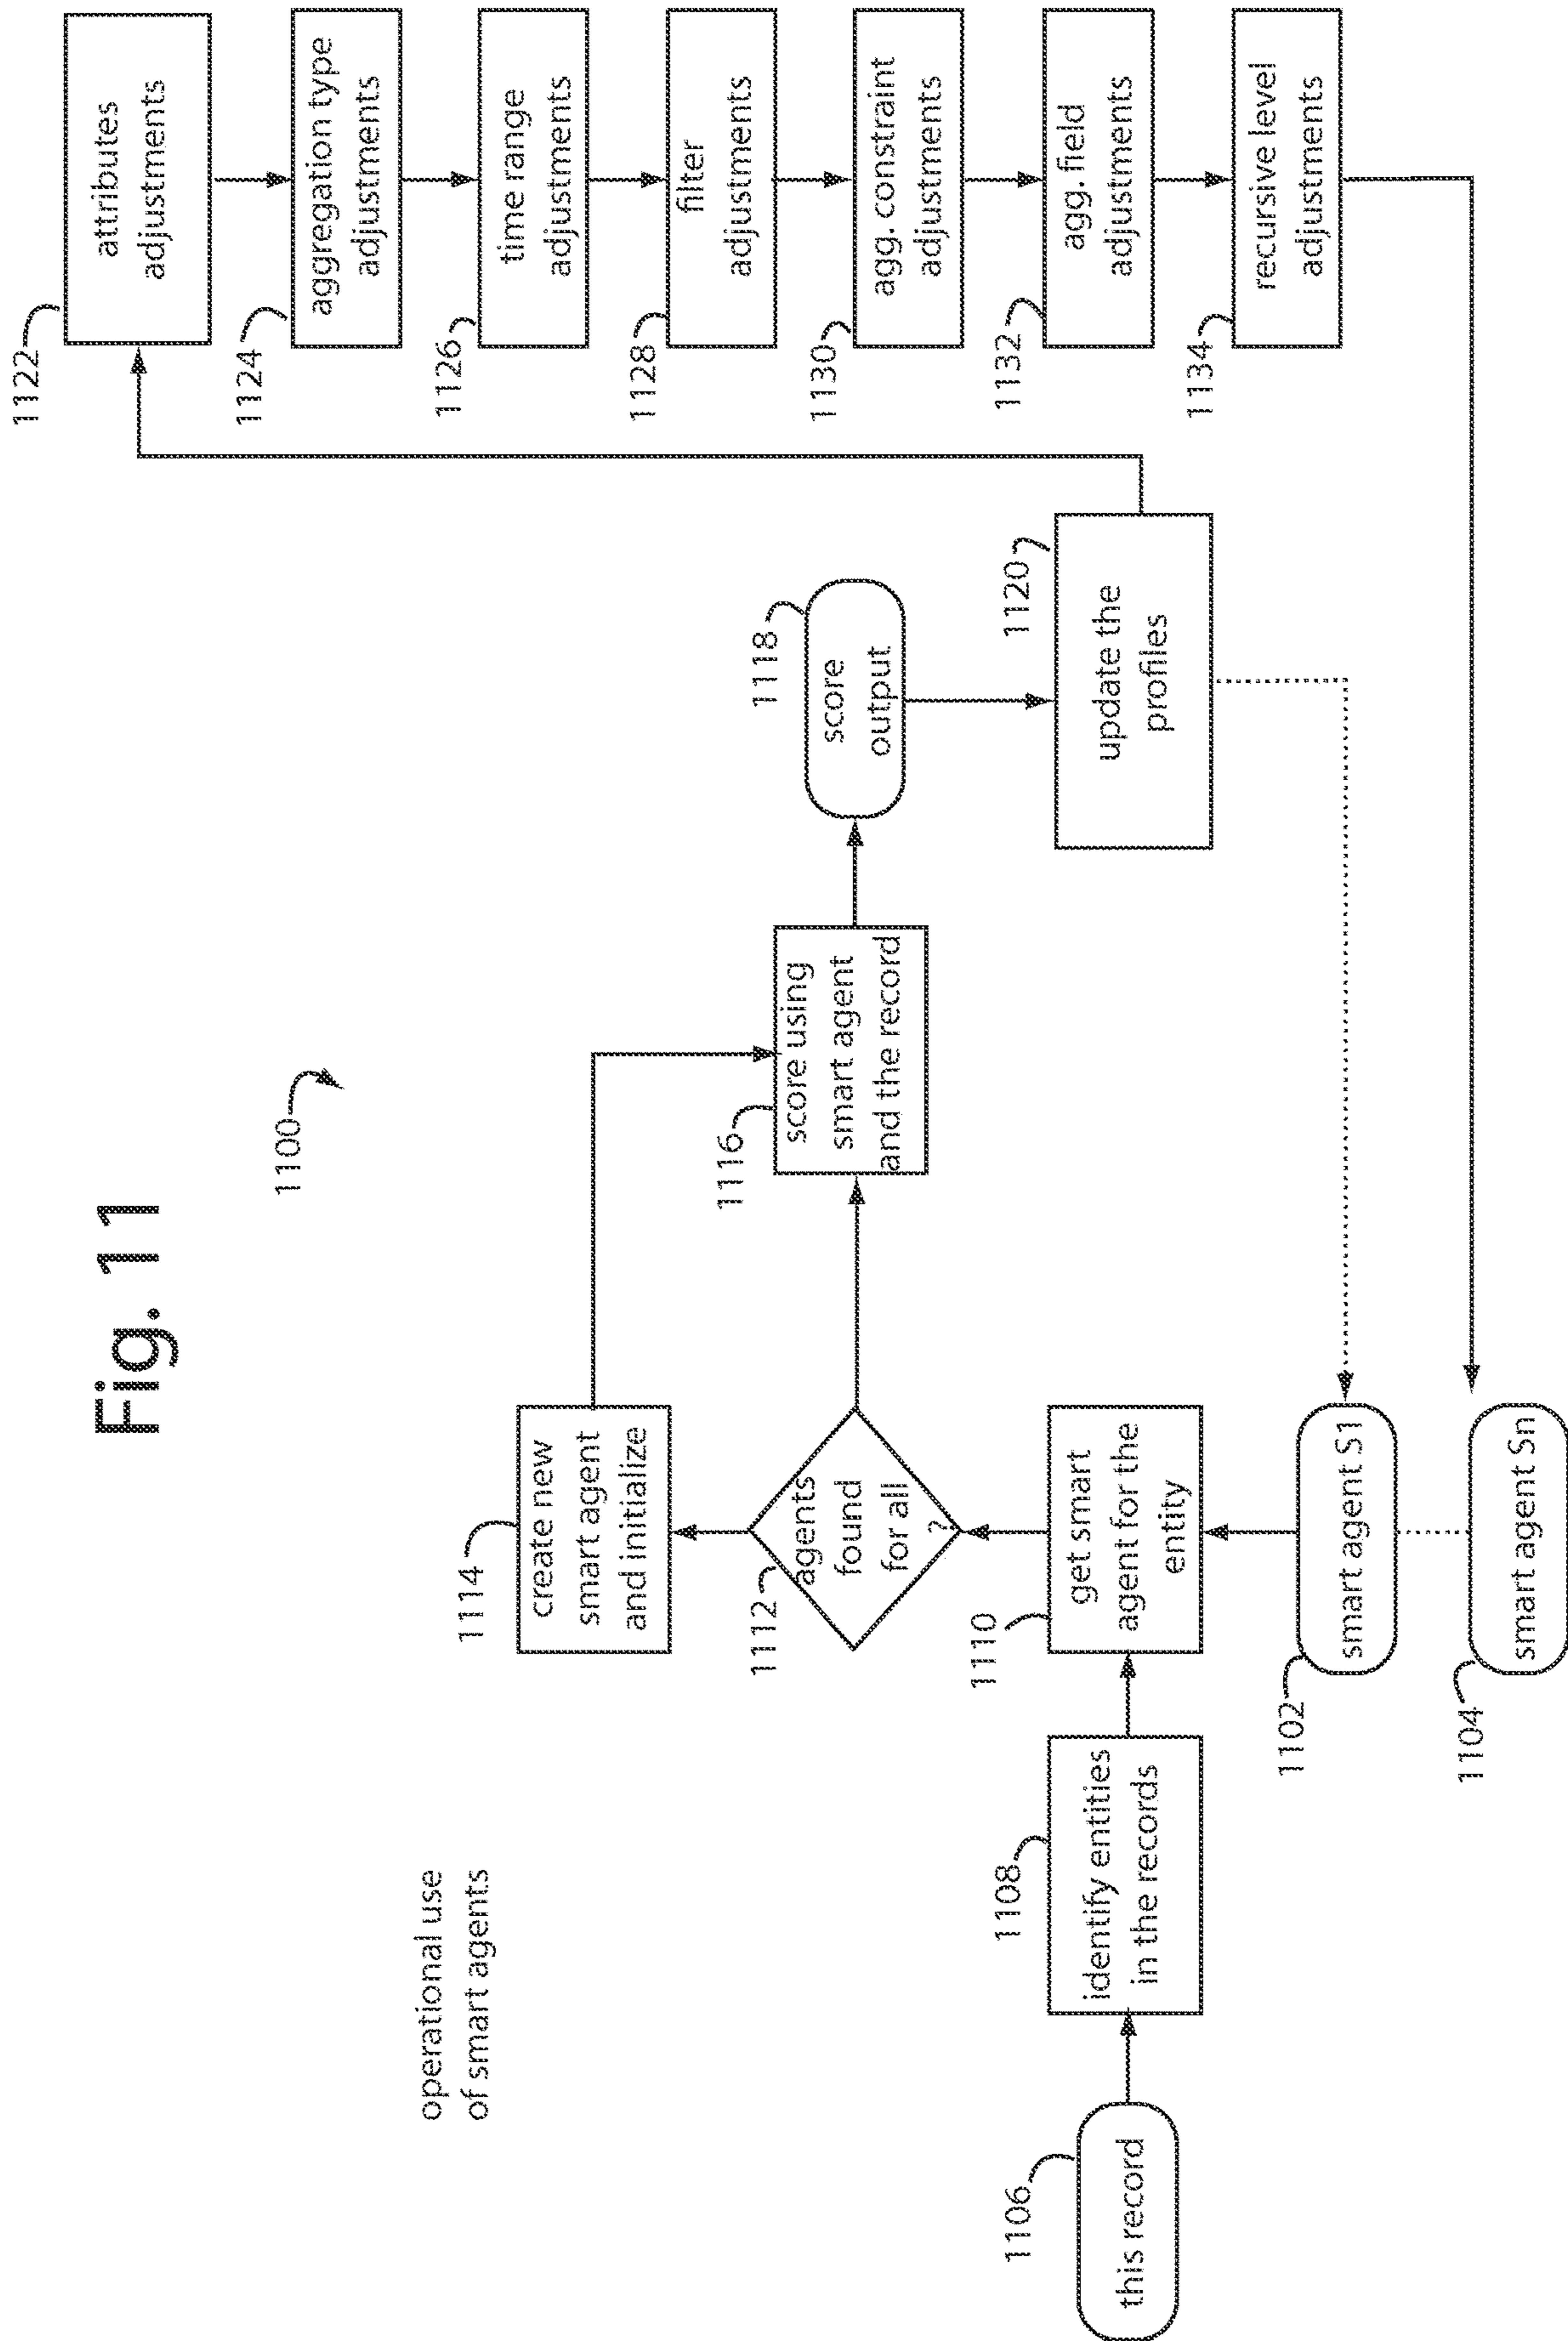 Fig. 11
1100
operational use
of smart agents
1106
this record
1108
identify entities
in the records
1110
get smart
agent for the
entity
1102
smart agent S1
1104
smart agent Sn
1112
agents
found
for all
?
1114
create new
smart agent
and initialize
1116
score using
smart agent
and the record
1118
score
output
1120
update the
profiles
1122
attributes
adjustments
1124
aggregation type
adjustments
1126
time range
adjustments
1128
filter
adjustments
1130
agg. constraint
adjustments
1132
agg. field
adjustments
1134
recursive level
adjustments